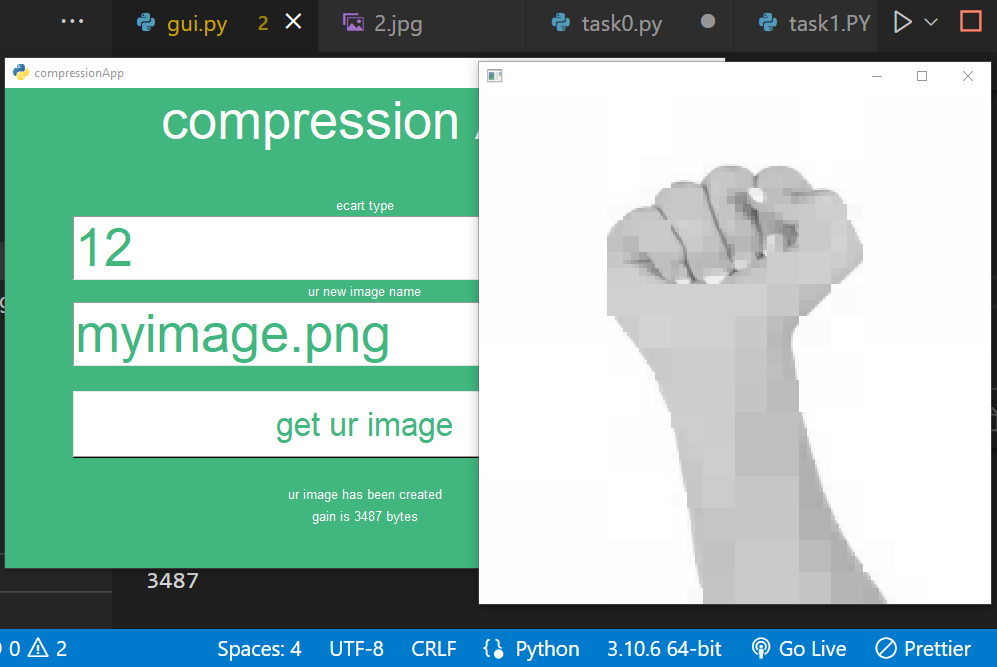 gui.py 2
2.jpg
task0.py
task1.PY
compressionApp
compression
ecart type
12
ur new image name
myimage.png
get ur image
ur image has been created
gain is 3487 bytes
3487
0 2
Spaces: 4
UTF-8
CRLF
Python
3.10.6 64-bit
Go Live
Prettier